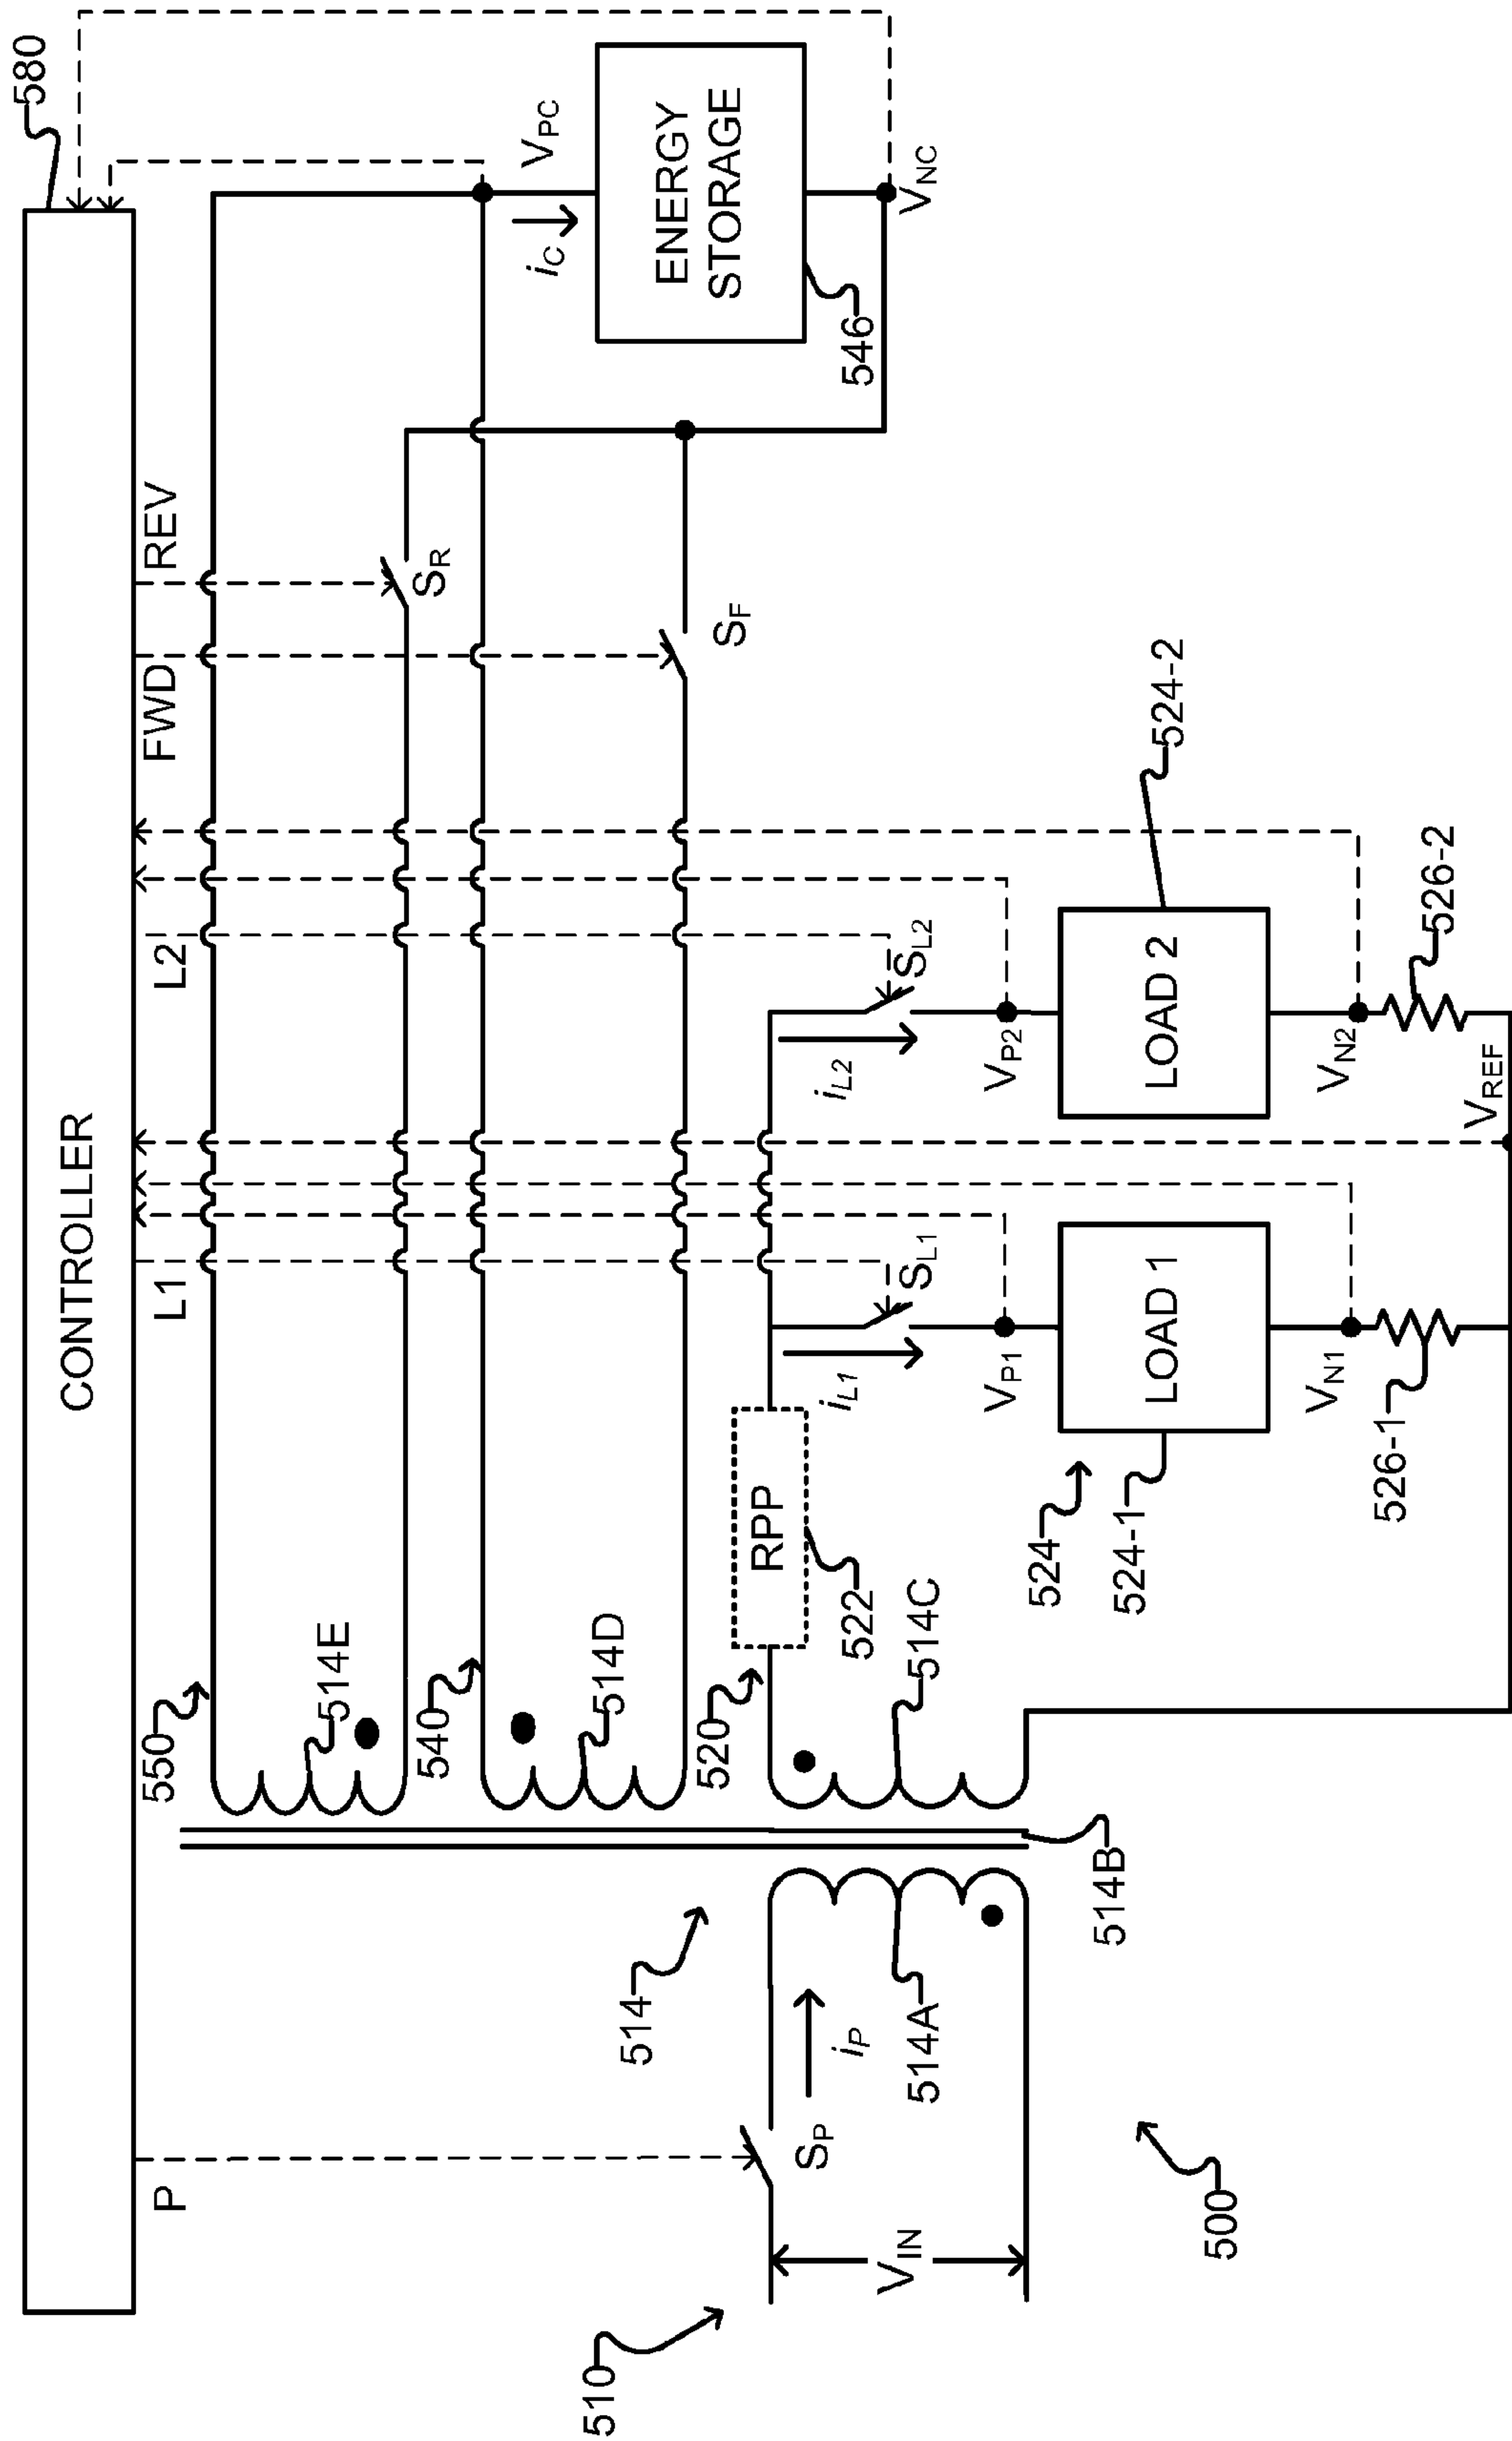 CONTROLLER
580
P
L1
L2
FWD
REV
550
514E
540
514D
520
522
RPP
514C
514
514A
514B
iP
SP
VIN
510
500
SR
SF
iC
VPC
ENERGY
STORAGE
546
VNC
iL1
SL1
VP1
LOAD 1
VN1
524
524-1
526-1
iL2
SL2
VP2
LOAD 2
VN2
524-2
526-2
VREF